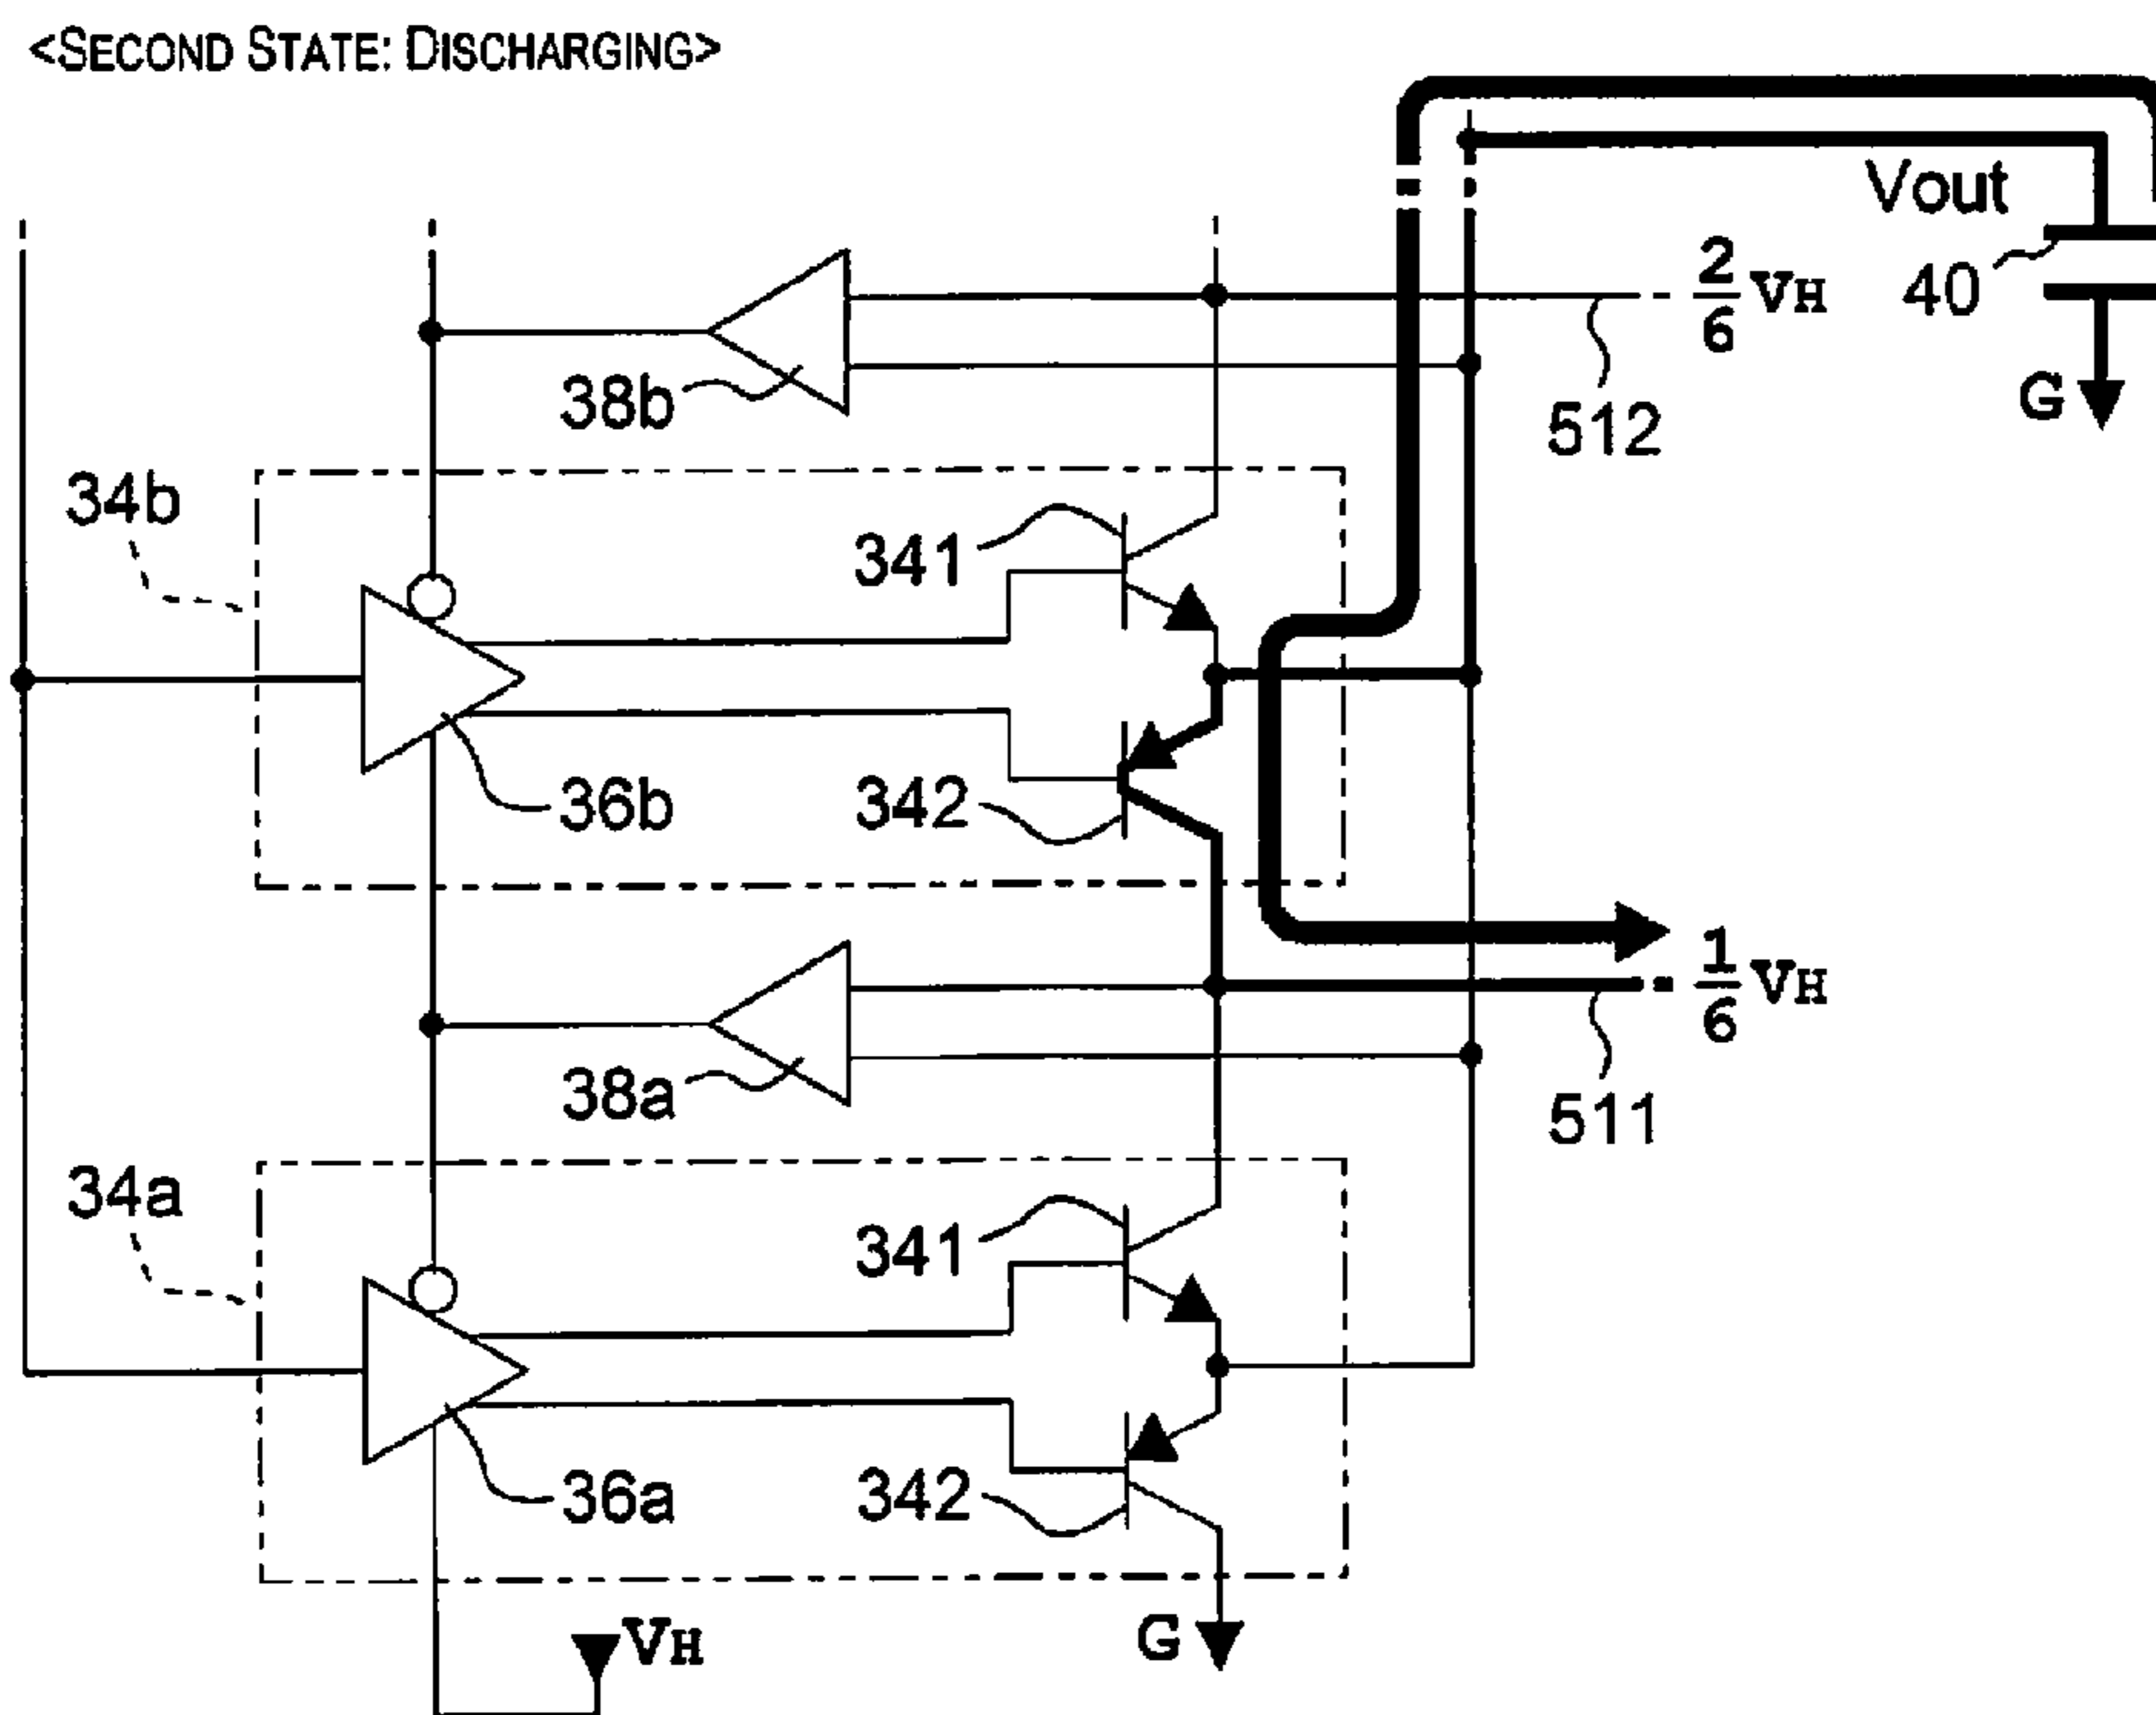 <SECOND STATE: DISCHARGING>
Vout
2/6 VH
40
G
38b
512
34b
341
36b
342
1/6 VH
38a
511
34a
341
36a
342
VH
G